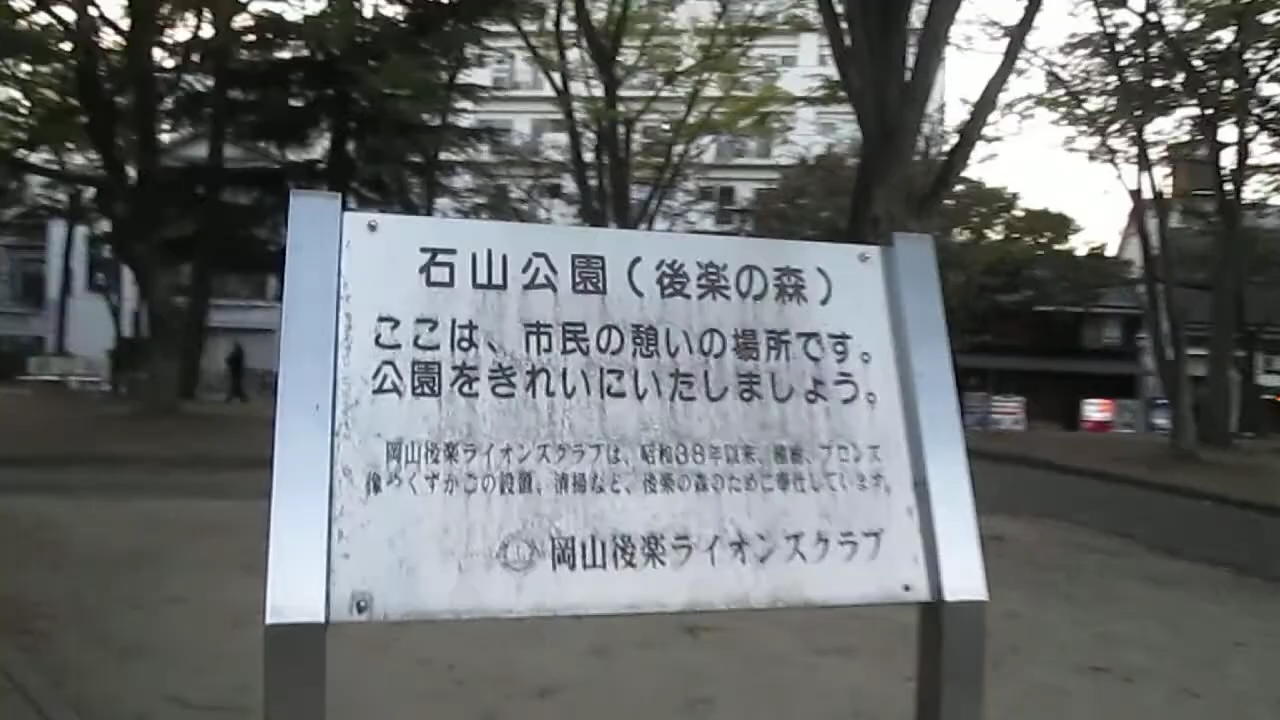 石山公園（後楽の森）
ここは、市民の憩いの場所です。
公園をきれいにいたしましょう。
岡山後楽ライオンズクラブは、昭和38年以来、植樹、ブロンズ
像やくずかごの設置、清掃など、後楽の森のために奉仕しています。
岡山後楽ライオンズクラブ